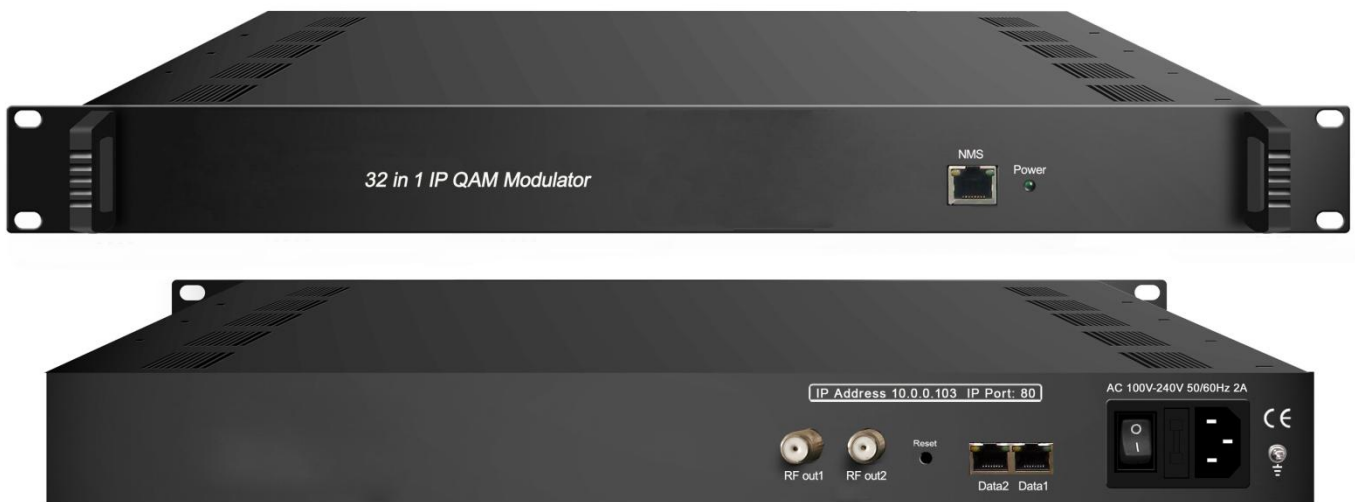 NMS
Power
32 in 1 IP QAM Modulator
IP Address 10.0.0.103 IP Port: 80
AC 100V-240V 50/60Hz 2A
CE
Reset
RF out1
RF out2
Data2
Data1